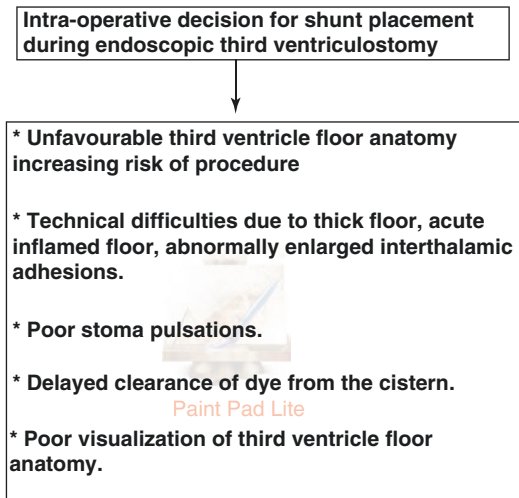 Intra-operative decision for shunt placement
during endoscopic third ventriculostomy
* Unfavourable third ventricle floor anatomy
increasing risk of procedure
* Technical difficulties due to thick floor, acute
inflamed floor, abnormally enlarged interthalamic
adhesions.
* Poor stoma pulsations.
* Delayed clearance of dye from the cistern.
Paint Pad Lite
* Poor visualization of third ventricle floor
anatomy.